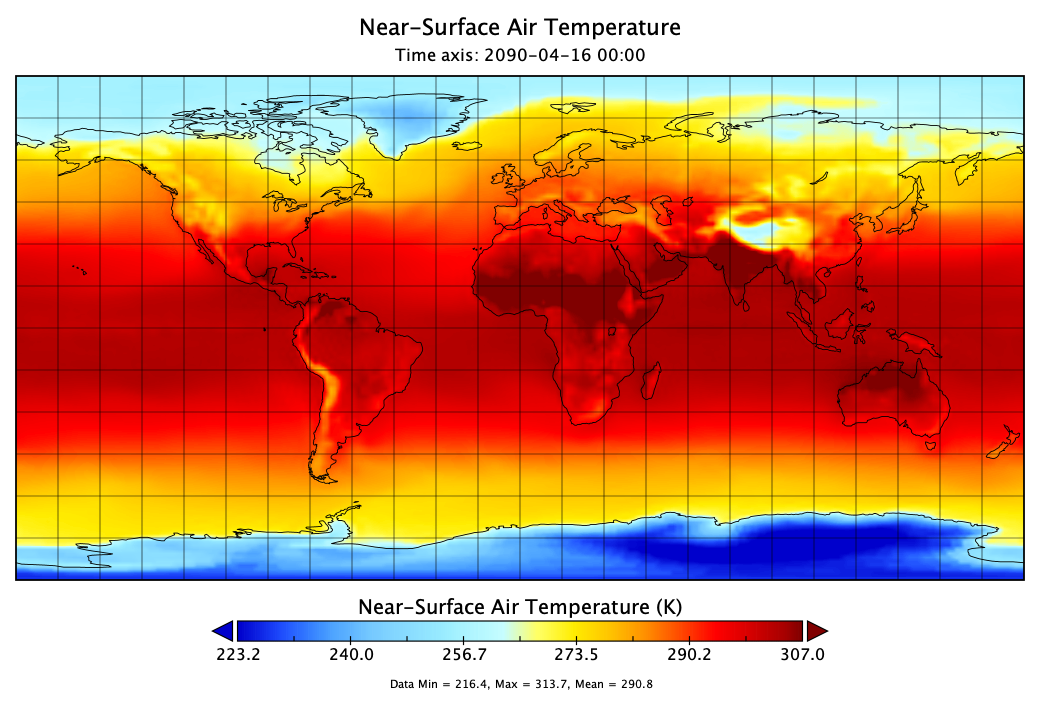 Near-Surface Air Temperature
Time axis: 2090-04-16 00:00
Near-Surface Air Temperature (K)
223.2 240.0 256.7 273.5 290.2 307.0
Data Min = 216.4, Max = 313.7, Mean = 290.8